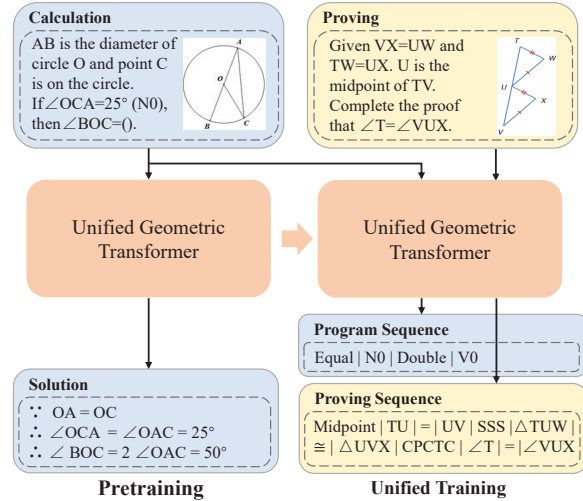 Calculation
AB is the diameter of
circle O and point C
is on the circle.
If∠OCA=25° (N0),
then∠BOC=().
A
O
B
C
Proving
Given VX=UW and
TW=UX. U is the
midpoint of TV.
Complete the proof
that ∠T=∠VUX.
T
W
U
X
V
Unified Geometric
Transformer
Unified Geometric
Transformer
Program Sequence
Equal | N0 | Double | V0
Solution
∵ OA = OC
∴ ∠OCA = ∠OAC = 25°
∴ ∠ BOC = 2 ∠OAC = 50°
Proving Sequence
Midpoint | TU | = | UV | SSS | △TUW |
≅ | △UVX | CPCTC | ∠T | = | ∠VUX
Pretraining
Unified Training